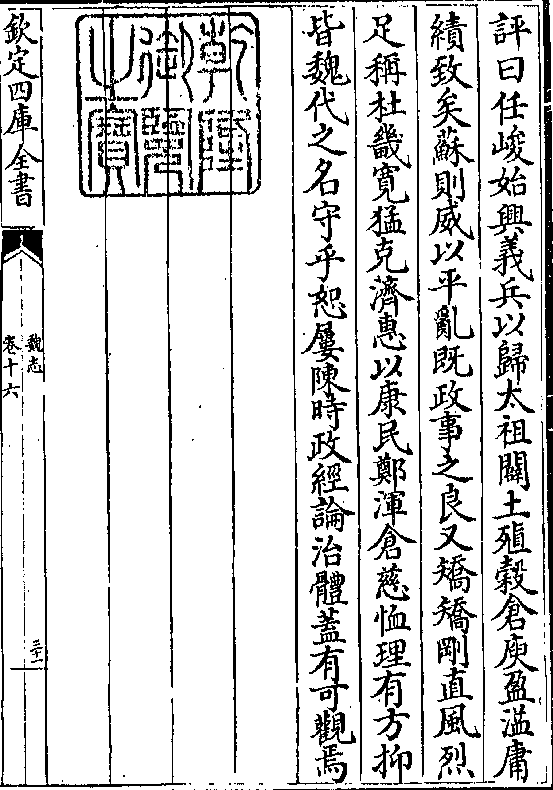 評曰任峻始興義兵以歸太祖闢土殖穀倉庾盈溢庸
績致矣蘇則威以平亂既政事之良又矯矯剛直風烈
足稱杜畿寛猛克濟惠以康民鄭渾倉慈恤理有方抑
皆魏代之名守乎恕屢陳時政經論治體蓋有可觀焉
乾隆
御覽
之寶
欽定四庫全書
魏志
卷十六
三十一